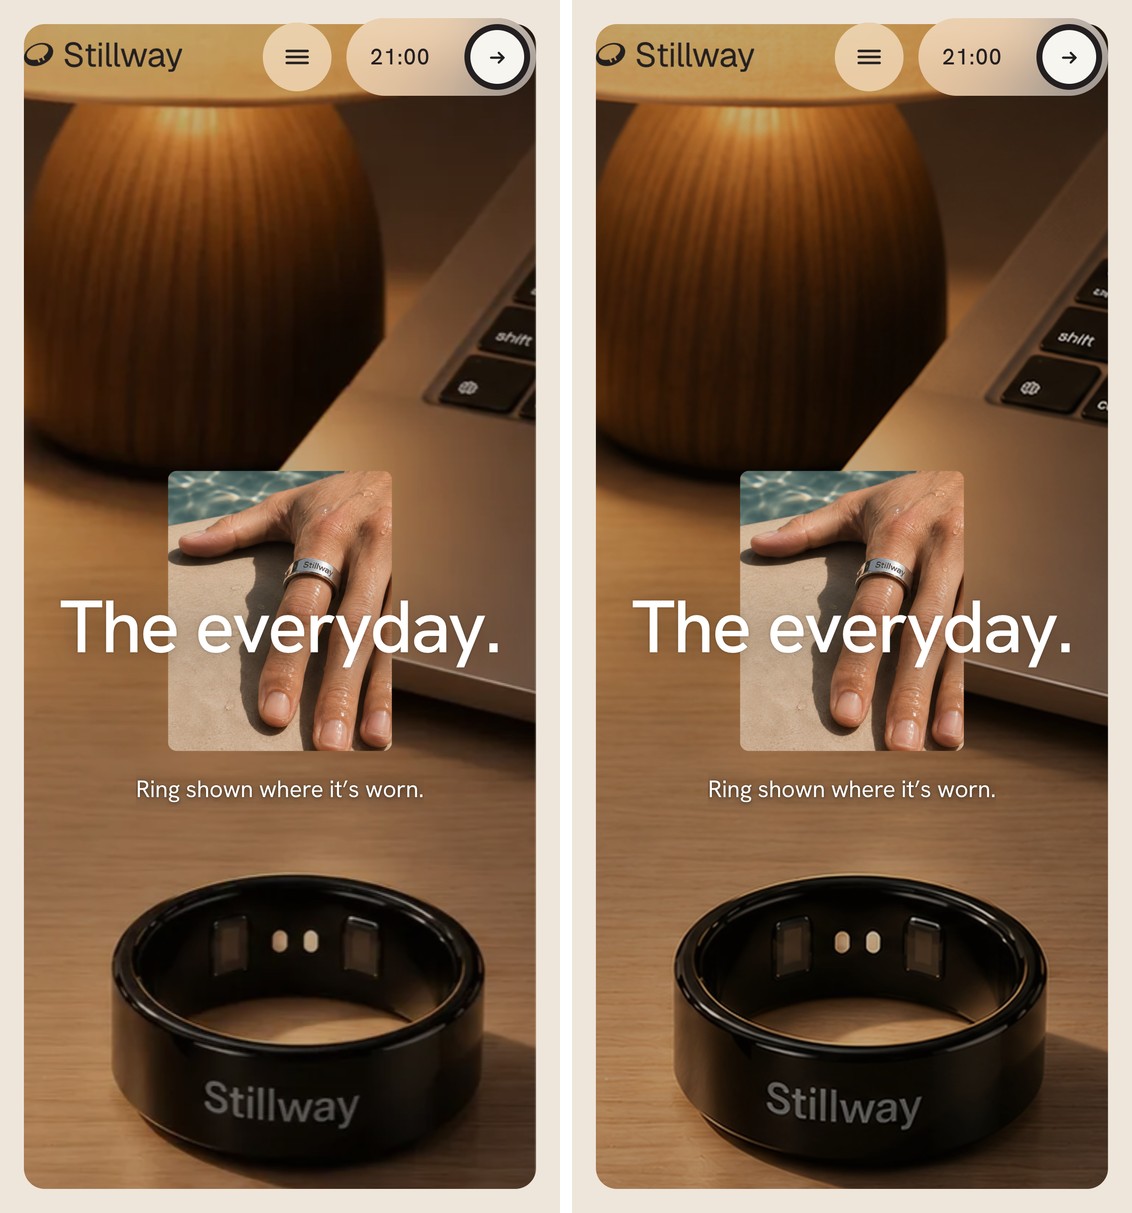 Stillway
21:00
shift
Stillway
The everyday.
Ring shown where it’s worn.
Stillway
Stillway
21:00
shift
Stillway
The everyday.
Ring shown where it’s worn.
Stillway